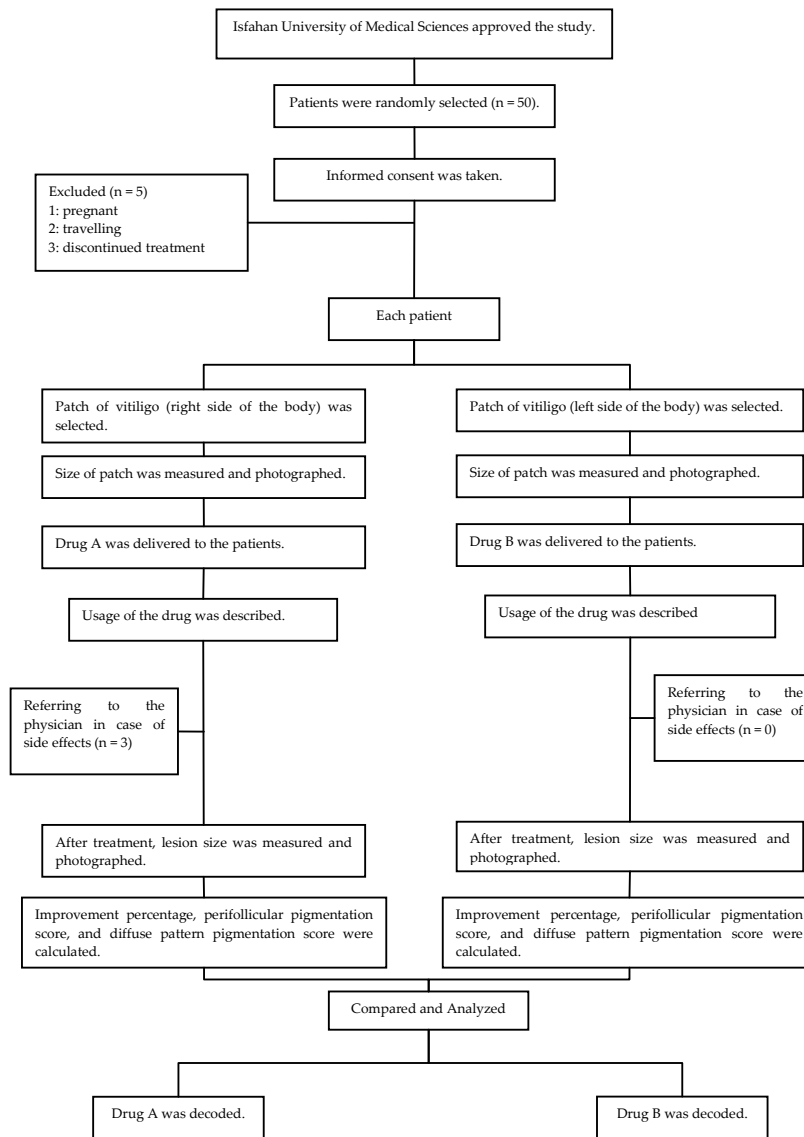 Isfahan University of Medical Sciences approved the study.
Patients were randomly selected (n = 50).
Informed consent was taken.
Excluded (n = 5)
1: pregnant
2: travelling
3: discontinued treatment
Each patient
Patch of vitiligo (right side of the body) was
selected.
Patch of vitiligo (left side of the body) was selected.
Size of patch was measured and photographed.
Size of patch was measured and photographed.
Drug A was delivered to the patients.
Drug B was delivered to the patients.
Usage of the drug was described.
Usage of the drug was described
Referring to the
physician in case of
side effects (n = 3)
Referring to the
physician in case of
side effects (n = 0)
After treatment, lesion size was measured and
photographed.
After treatment, lesion size was measured and
photographed.
Improvement percentage, perifollicular pigmentation
score, and diffuse pattern pigmentation score were
calculated.
Improvement percentage, perifollicular pigmentation
score, and diffuse pattern pigmentation score were
calculated.
Compared and Analyzed
Drug A was decoded.
Drug B was decoded.